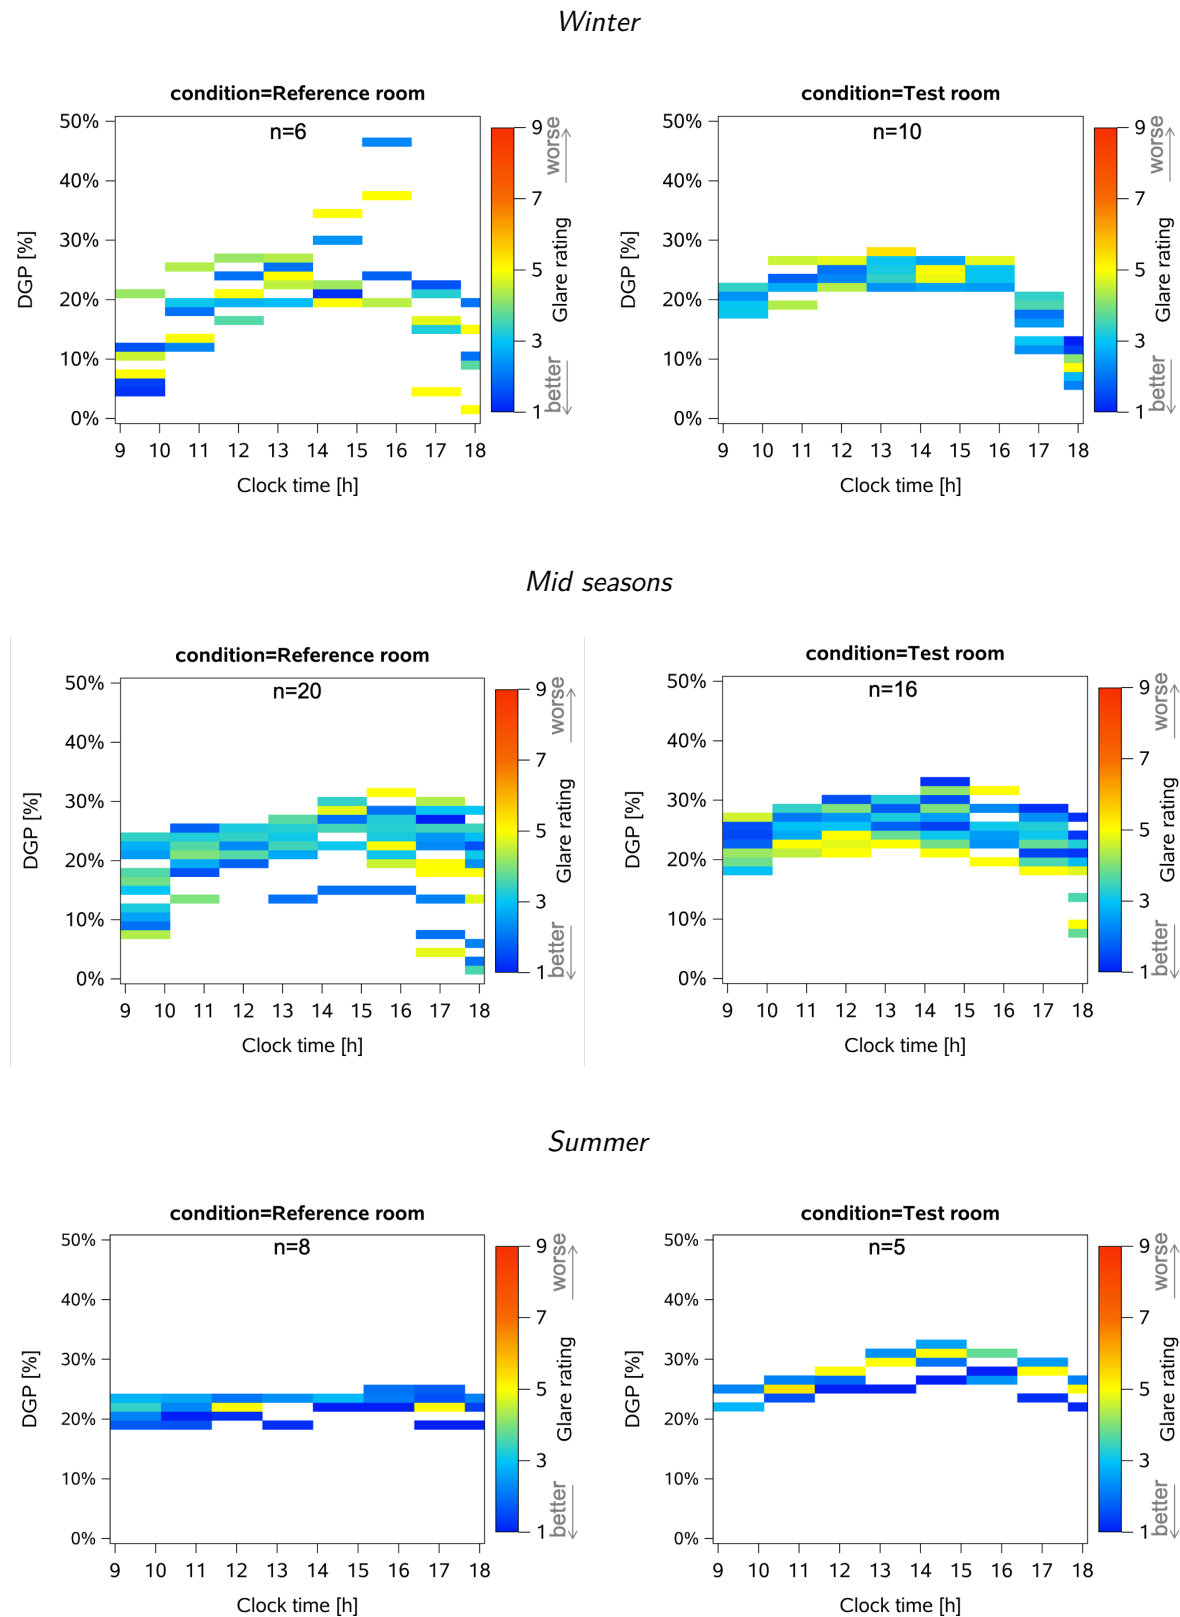 Winter
condition=Reference room
n=6
50%
40%
30%
20%
10%
0%
DGP [%]
9 10 11 12 13 14 15 16 17 18
Clock time [h]
9
7
5
3
1
Glare rating
worse
better
condition=Test room
n=10
50%
40%
30%
20%
10%
0%
DGP [%]
9 10 11 12 13 14 15 16 17 18
Clock time [h]
9
7
5
3
1
Glare rating
worse
better
Mid seasons
condition=Reference room
n=20
50%
40%
30%
20%
10%
0%
DGP [%]
9 10 11 12 13 14 15 16 17 18
Clock time [h]
9
7
5
3
1
Glare rating
worse
better
condition=Test room
n=16
50%
40%
30%
20%
10%
0%
DGP [%]
9 10 11 12 13 14 15 16 17 18
Clock time [h]
9
7
5
3
1
Glare rating
worse
better
Summer
condition=Reference room
n=8
50%
40%
30%
20%
10%
0%
DGP [%]
9 10 11 12 13 14 15 16 17 18
Clock time [h]
9
7
5
3
1
Glare rating
worse
better
condition=Test room
n=5
50%
40%
30%
20%
10%
0%
DGP [%]
9 10 11 12 13 14 15 16 17 18
Clock time [h]
9
7
5
3
1
Glare rating
worse
better